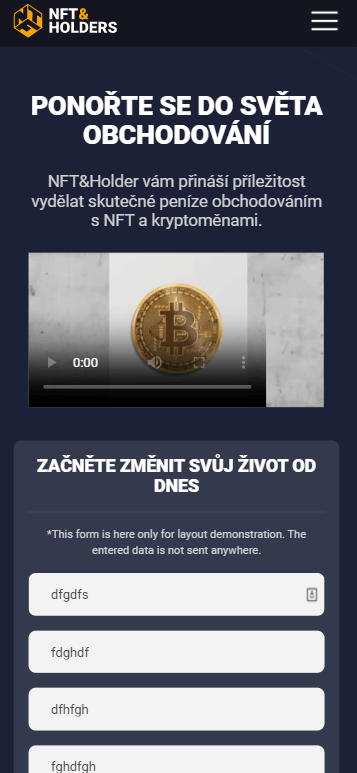 NFT&
HOLDERS
PONOŘTE SE DO SVĚTA
OBCHODOVÁNÍ
NFT&Holder vám přináší příležitost
vydělat skutečné peníze obchodováním
s NFT a kryptoměnami.
0:00
ZAČNĚTE ZMĚNIT SVŮJ ŽIVOT OD
DNES
*This form is here only for layout demonstration. The
entered data is not sent anywhere.
dfgdfs
fdghdf
dfhfgh
fghdfgh